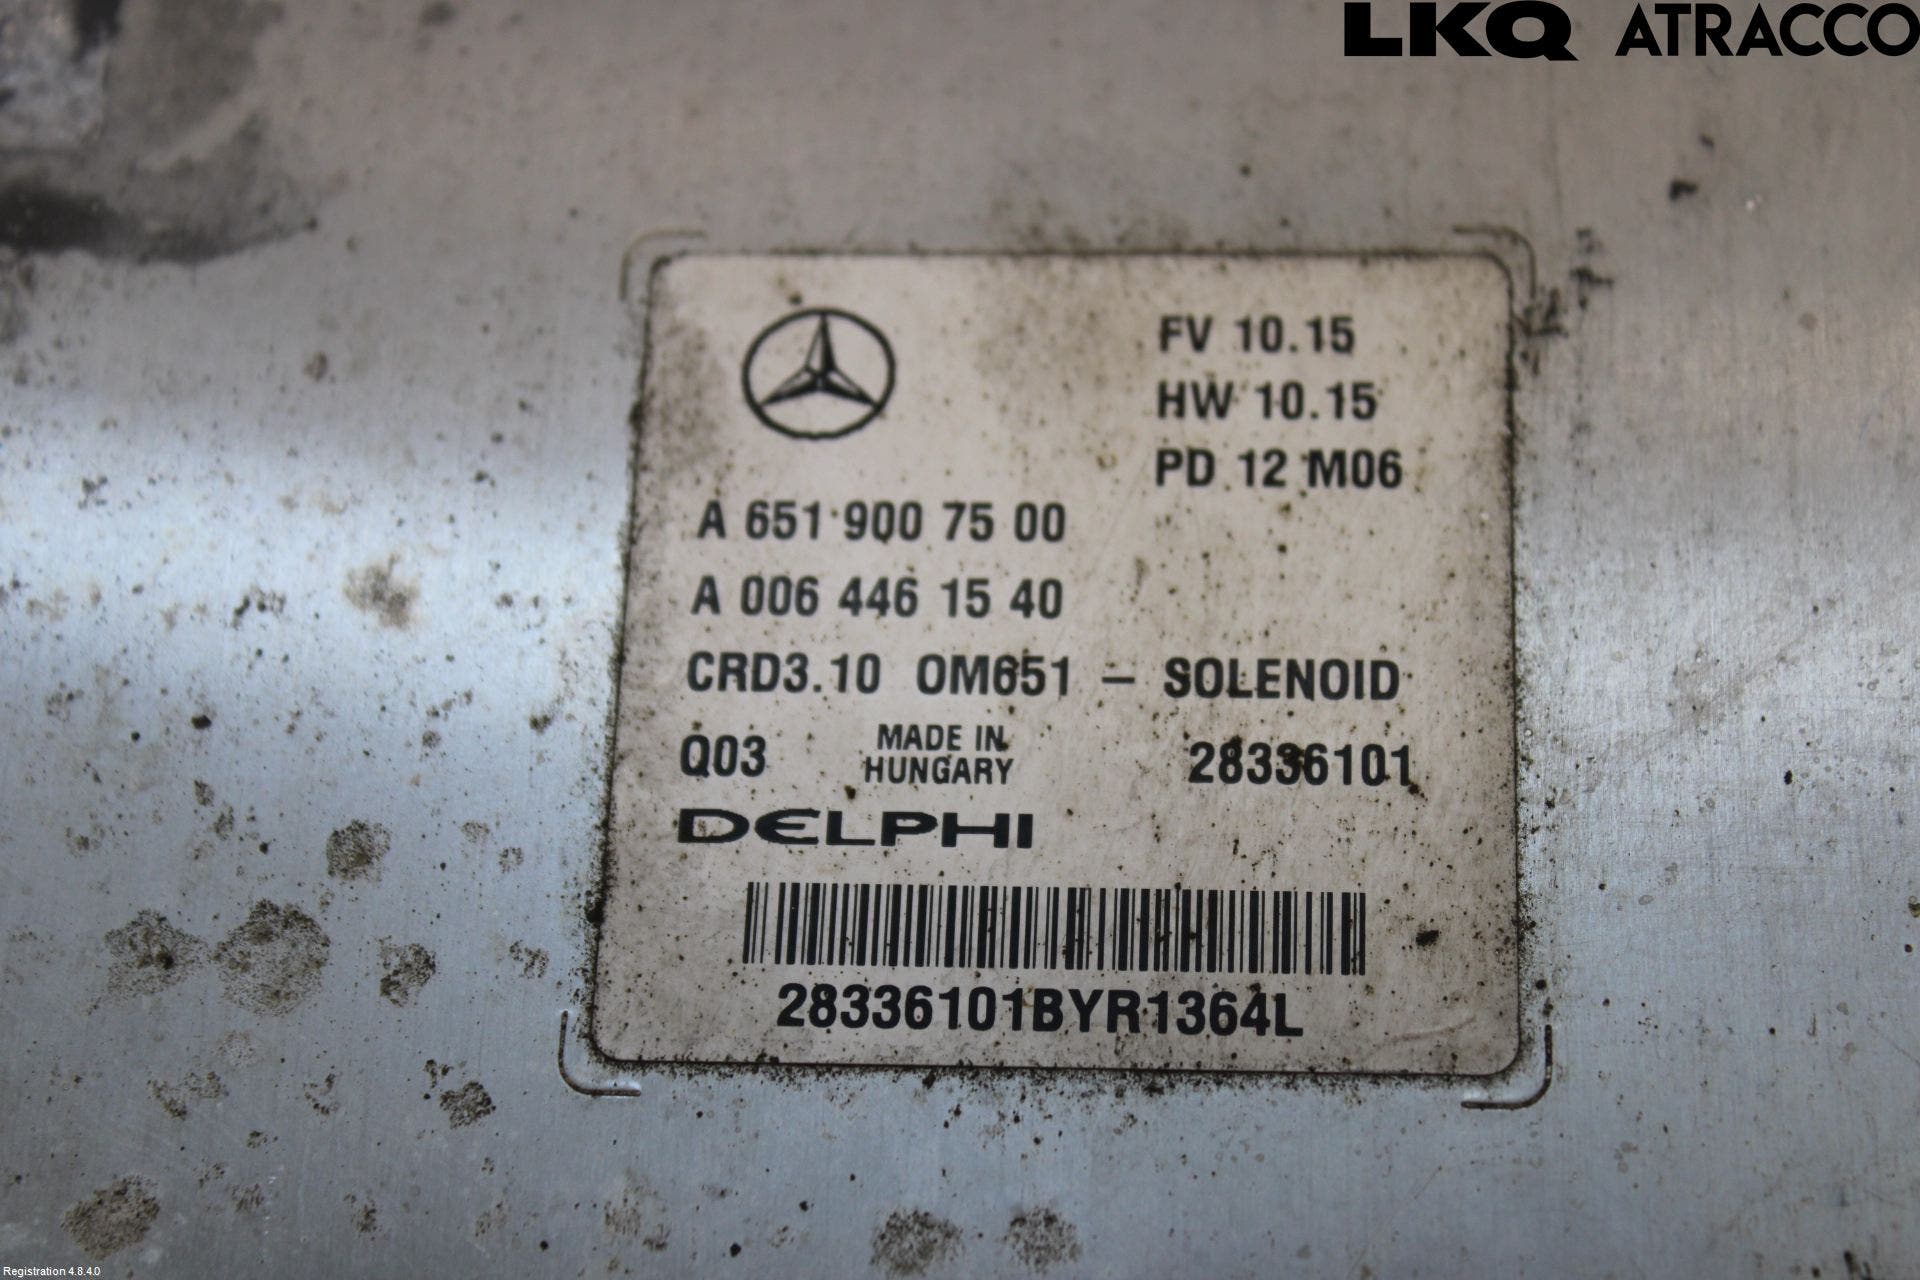 LKQ ATRACCO
FV 10.15
HW 10.15
PD 12 M06
A 651 900 75 00
A 006 446 15 40
CRD3.10 OM651 – SOLENOID
Q03 MADE IN HUNGARY 28336101
DELPHI
28336101BYR1364L
Registration 4.8.4.0